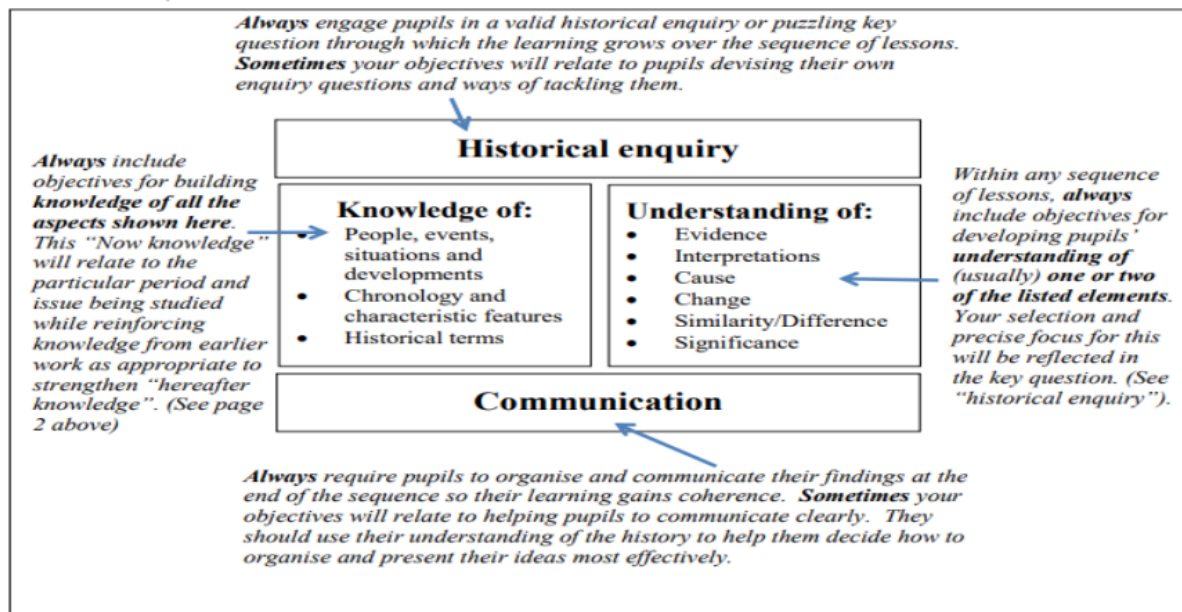 Always engage pupils in a valid historical enquiry or puzzling key
question through which the learning grows over the sequence of lessons.
Sometimes your objectives will relate to pupils devising their own
enquiry questions and ways of tackling them.
Historical enquiry
Always include
objectives for building
knowledge of all the
aspects shown here.
This “Now knowledge”
will relate to the
particular period and
issue being studied
while reinforcing
knowledge from earlier
work as appropriate to
strengthen “hereafter
knowledge”. (See page
2 above)
Knowledge of:
• People, events,
situations and
developments
• Chronology and
characteristic features
• Historical terms
Understanding of:
• Evidence
• Interpretations
• Cause
• Change
• Similarity/Difference
• Significance
Within any sequence
of lessons, always
include objectives for
developing pupils’
understanding of
(usually) one or two
of the listed elements.
Your selection and
precise focus for this
will be reflected in
the key question. (See
“historical enquiry”).
Communication
Always require pupils to organise and communicate their findings at the
end of the sequence so their learning gains coherence. Sometimes your
objectives will relate to helping pupils to communicate clearly. They
should use their understanding of the history to help them decide how to
organise and present their ideas most effectively.